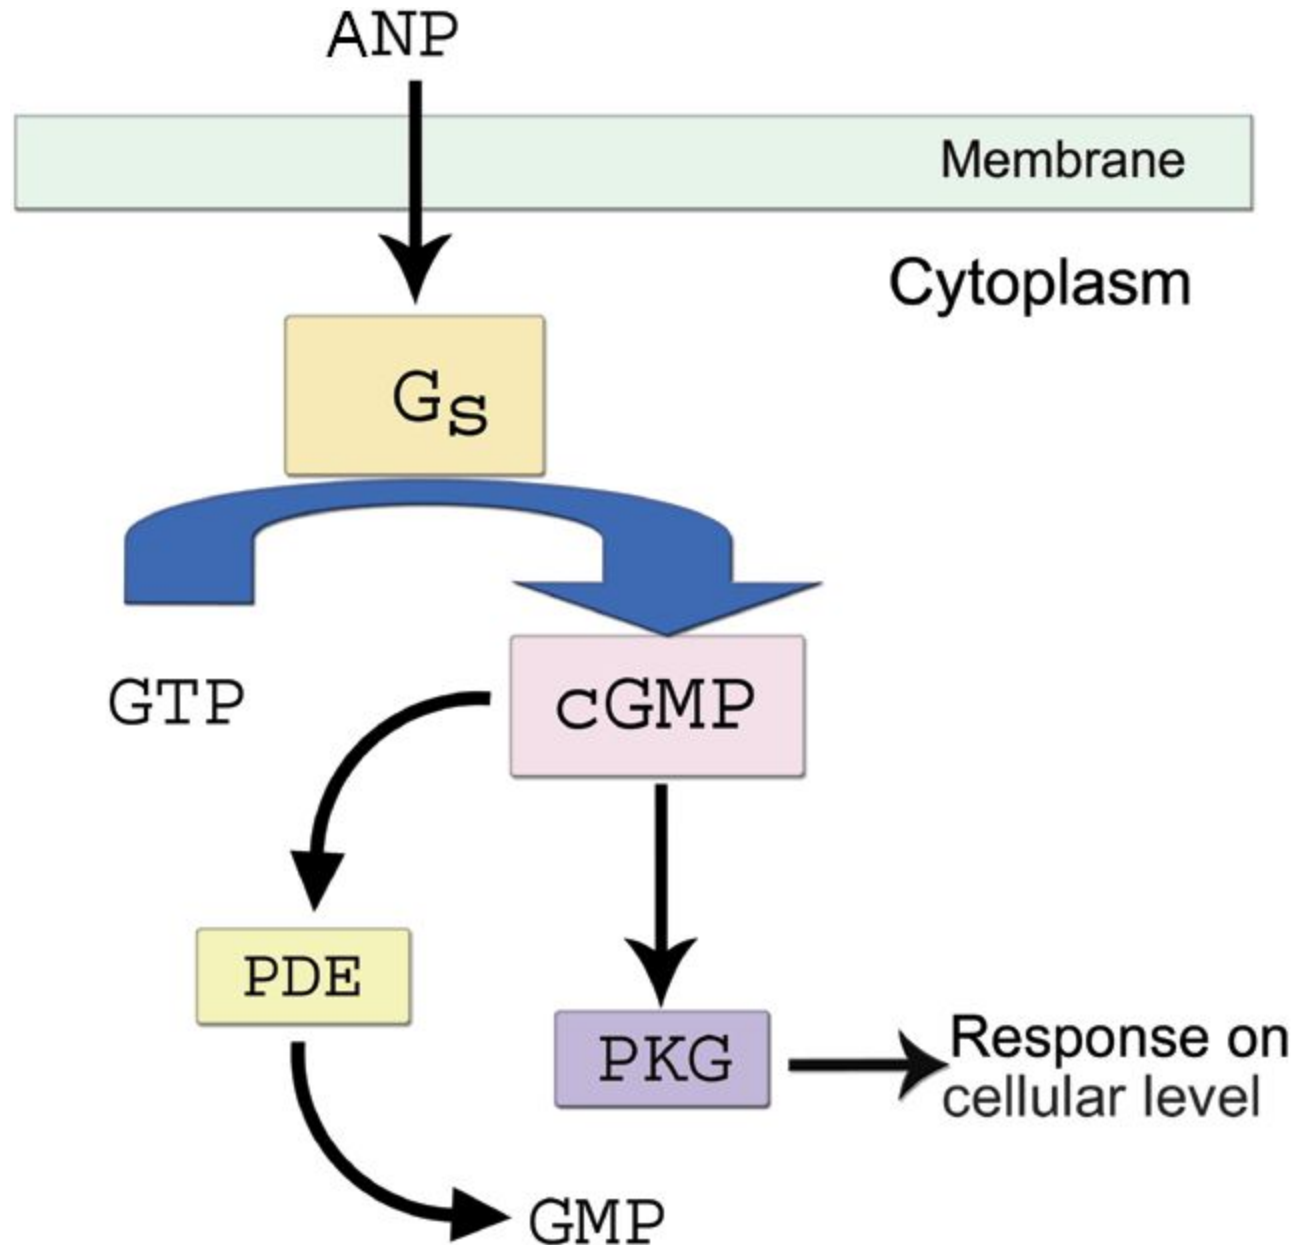 ANP
Membrane
Cytoplasm
Gs
GTP
cGMP
PDE
PKG
Response on
cellular level
GMP